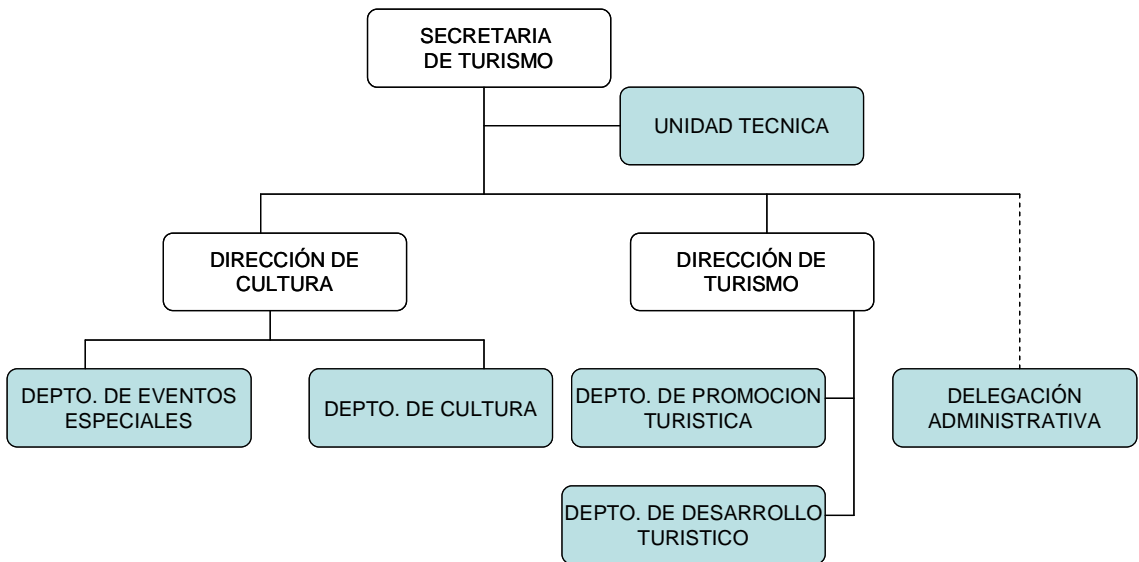 SECRETARIA
DE TURISMO
UNIDAD TECNICA
DIRECCIÓN DE
CULTURA
DIRECCIÓN DE
TURISMO
DEPTO. DE EVENTOS
ESPECIALES
DEPTO. DE CULTURA
DEPTO. DE PROMOCION
TURISTICA
DELEGACIÓN
ADMINISTRATIVA
DEPTO. DE DESARROLLO
TURISTICO